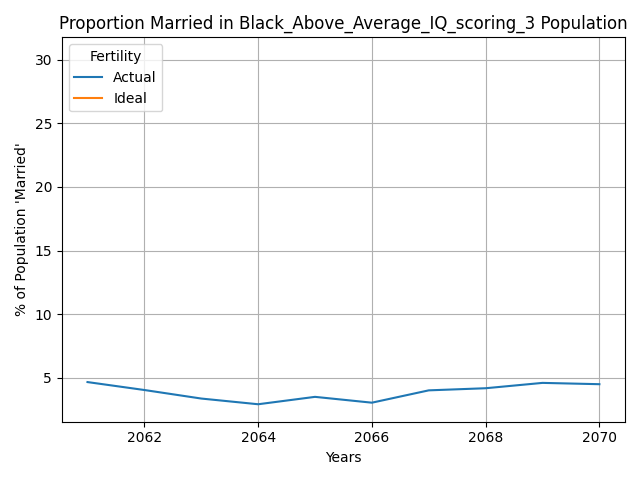 Proportion Married in Black_Above_Average_IQ_scoring_3 Population
Fertility
Actual
Ideal
30
25
20
15
10
5
% of Population 'Married'
2062 2064 2066 2068 2070
Years